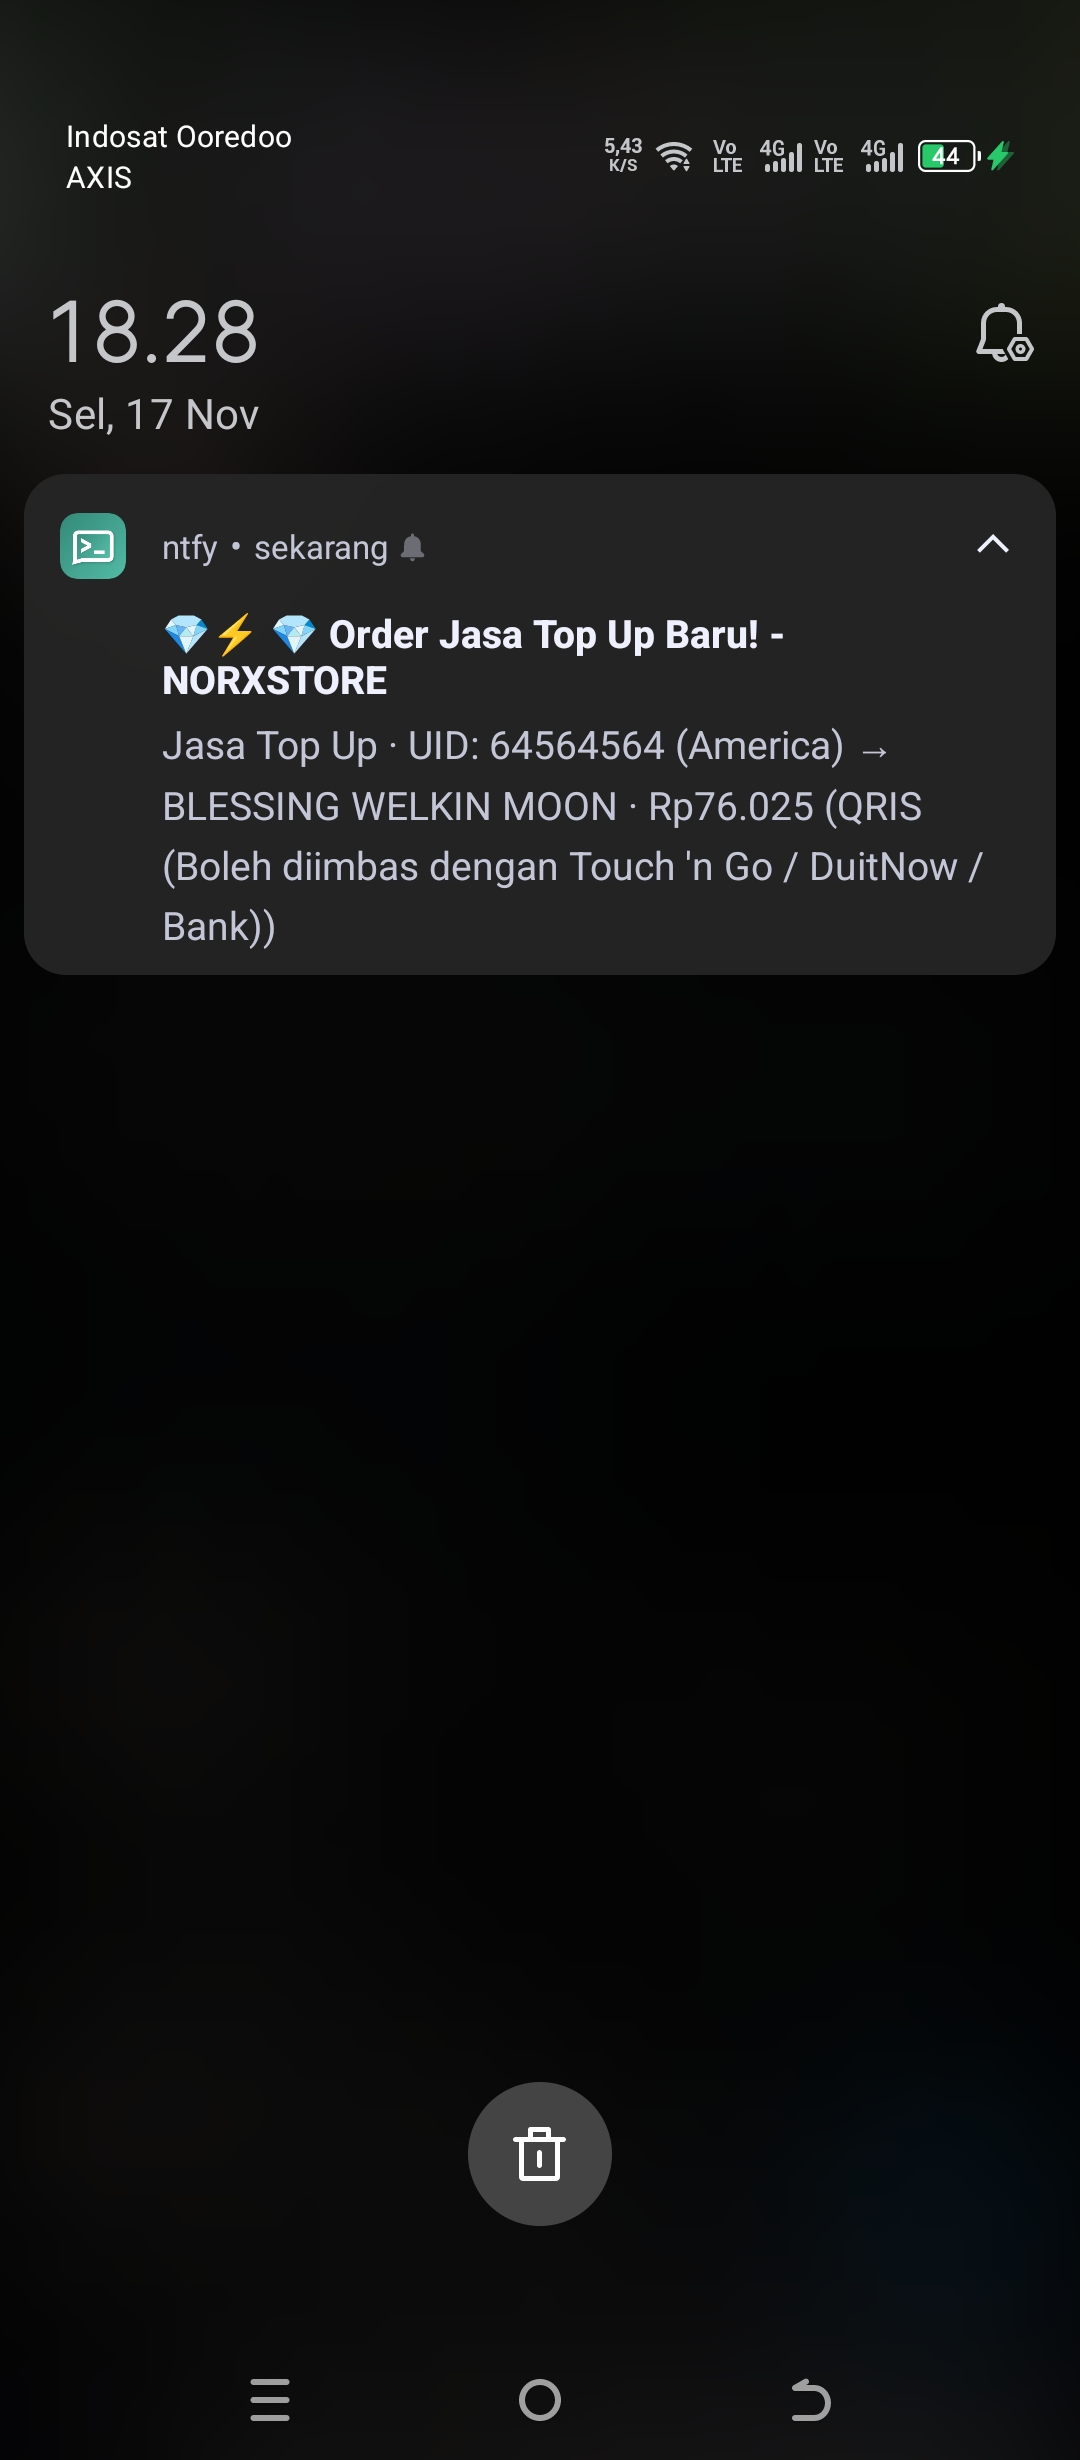 Indosat Ooredoo
AXIS
5,43
K/S
Vo
LTE
4G
Vo
LTE
4G
44
18.28
Sel, 17 Nov
ntfy • sekarang
💎⚡ 💎 Order Jasa Top Up Baru! -
NORXSTORE
Jasa Top Up · UID: 64564564 (America) →
BLESSING WELKIN MOON · Rp76.025 (QRIS
(Boleh diimbas dengan Touch 'n Go / DuitNow /
Bank))